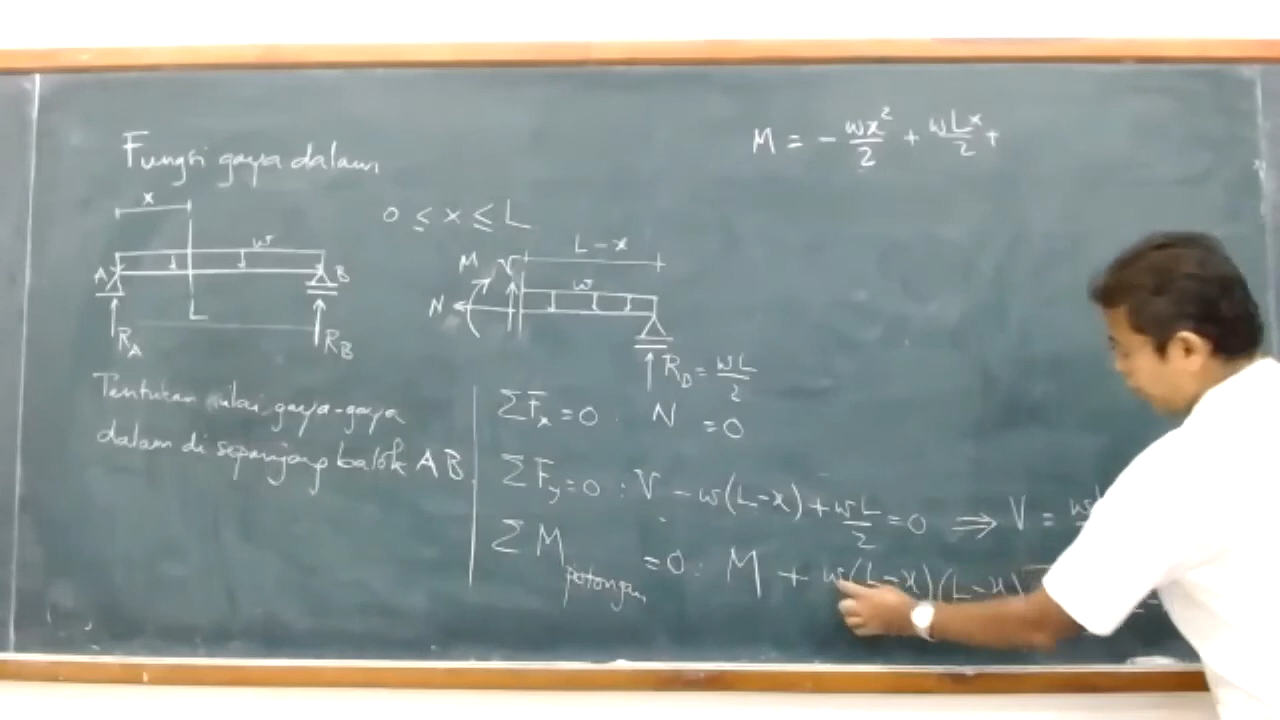 Fungsi gaya dalam
x
w
A
B
L
R_A
R_B
Tentukan nilai gaya-gaya
dalam di sepanjang balok AB
0 ≤ x ≤ L
L-x
M V
w
N
R_B = wL/2
ΣF_x = 0 : N = 0
ΣF_y = 0 : V - w(L-x) + wL/2 = 0 ⇒ V =
ΣM_potongan = 0 : M + w(L-x)(L-x)
M = -wx²/2 + wLx/2 +